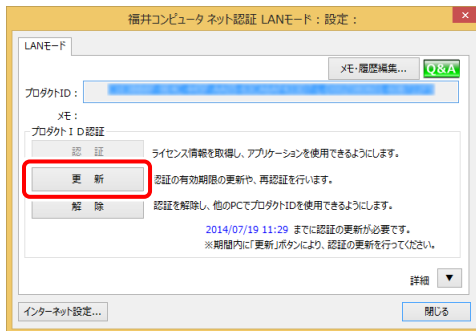 福井コンピュータ ネット認証 LANモード：設定：
LANモード
メモ・履歴編集... Q&A
プロダクトID：
メモ：
プロダクトＩＤ認証
認　証 ライセンス情報を取得し、アプリケーションを使用できるようにします。
更　新 認証の有効期限の更新や、再認証を行います。
解　除 認証を解除し、他のPCでプロダクトIDを使用できるようにします。
2014/07/19 11:29 までに認証の更新が必要です。
※期間内に「更新」ボタンにより、認証の更新を行ってください。
詳細 ▼
インターネット設定... 閉じる